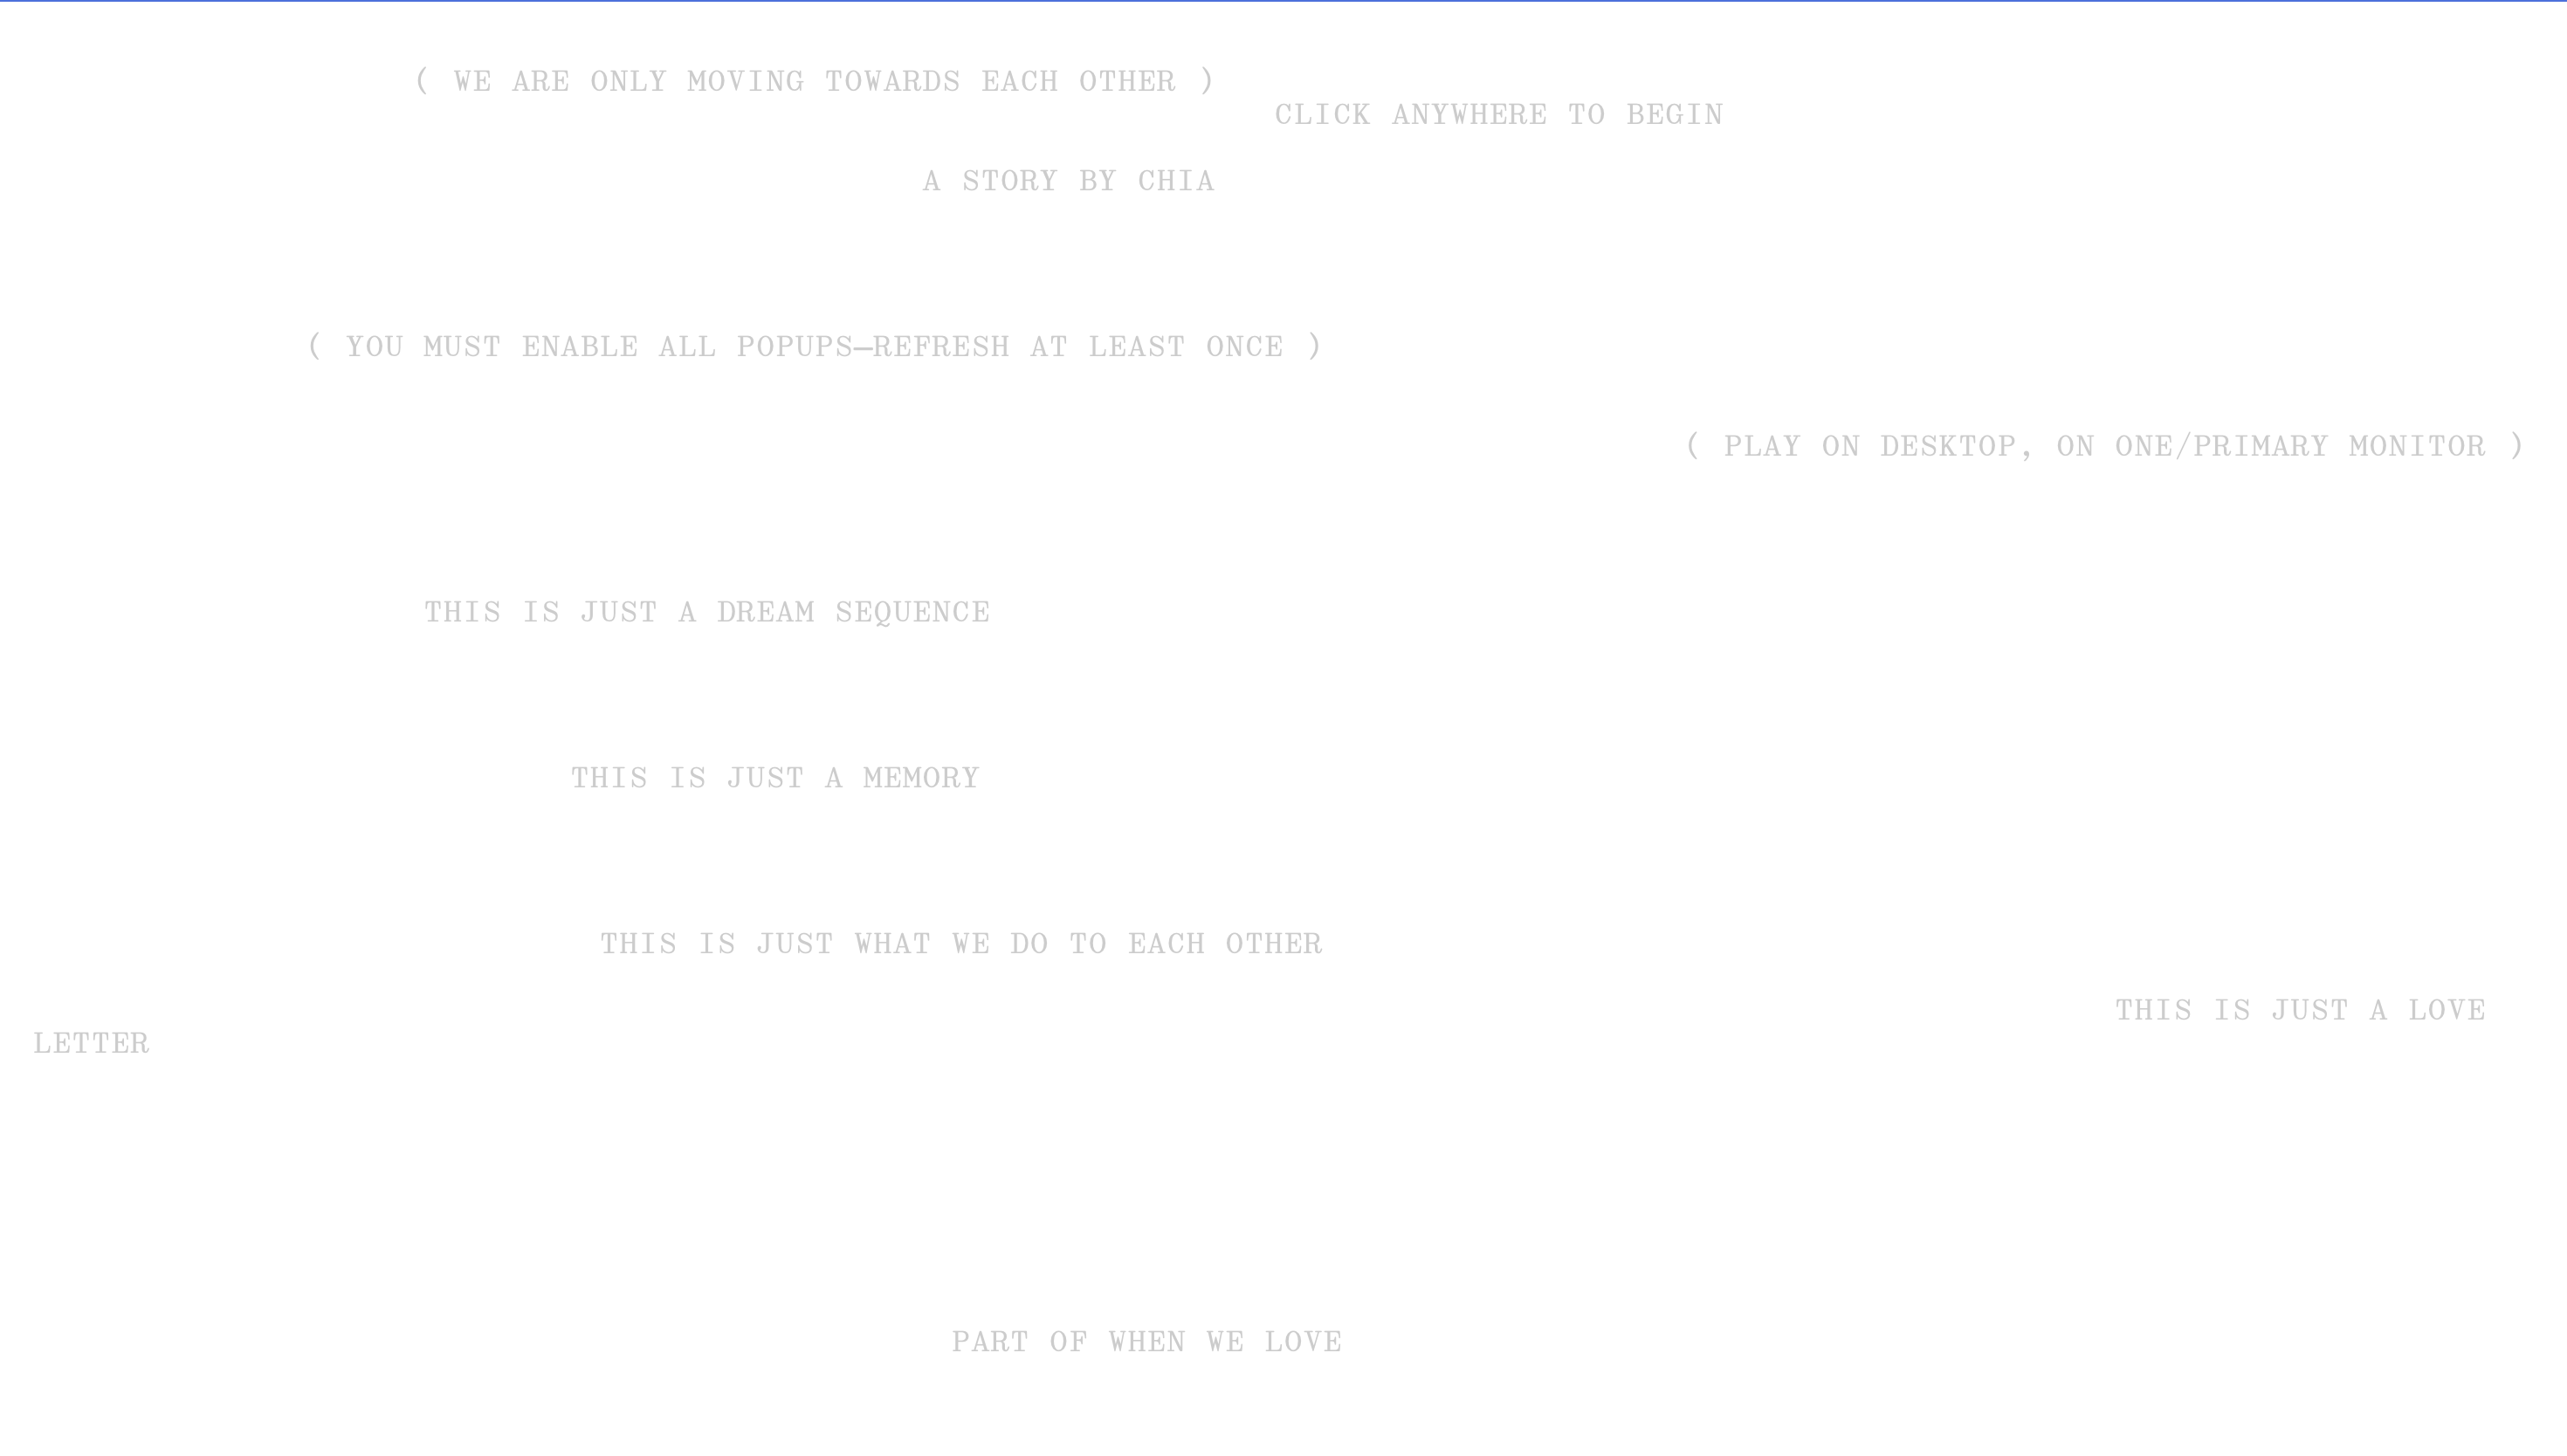 ( WE ARE ONLY MOVING TOWARDS EACH OTHER )
CLICK ANYWHERE TO BEGIN
A STORY BY CHIA
( YOU MUST ENABLE ALL POPUPS—REFRESH AT LEAST ONCE )
( PLAY ON DESKTOP, ON ONE/PRIMARY MONITOR )
THIS IS JUST A DREAM SEQUENCE
THIS IS JUST A MEMORY
THIS IS JUST WHAT WE DO TO EACH OTHER
THIS IS JUST A LOVE
LETTER
PART OF WHEN WE LOVE